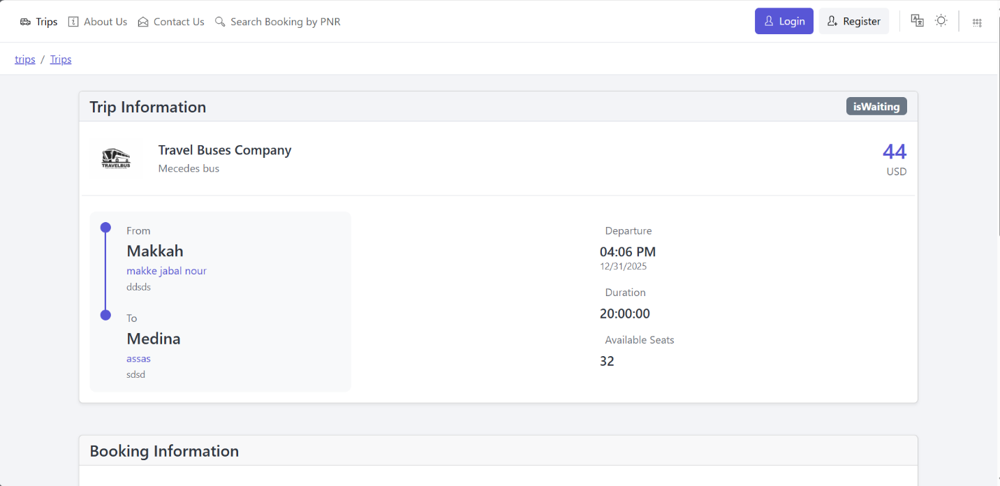 Trips About Us Contact Us Search Booking by PNR Login Register
trips / Trips
Trip Information isWaiting
TRAVELBUS
Travel Buses Company
Mecedes bus
44
USD
From
Makkah
makke jabal nour
ddsds
To
Medina
assas
sdsd
Departure
04:06 PM
12/31/2025
Duration
20:00:00
Available Seats
32
Booking Information